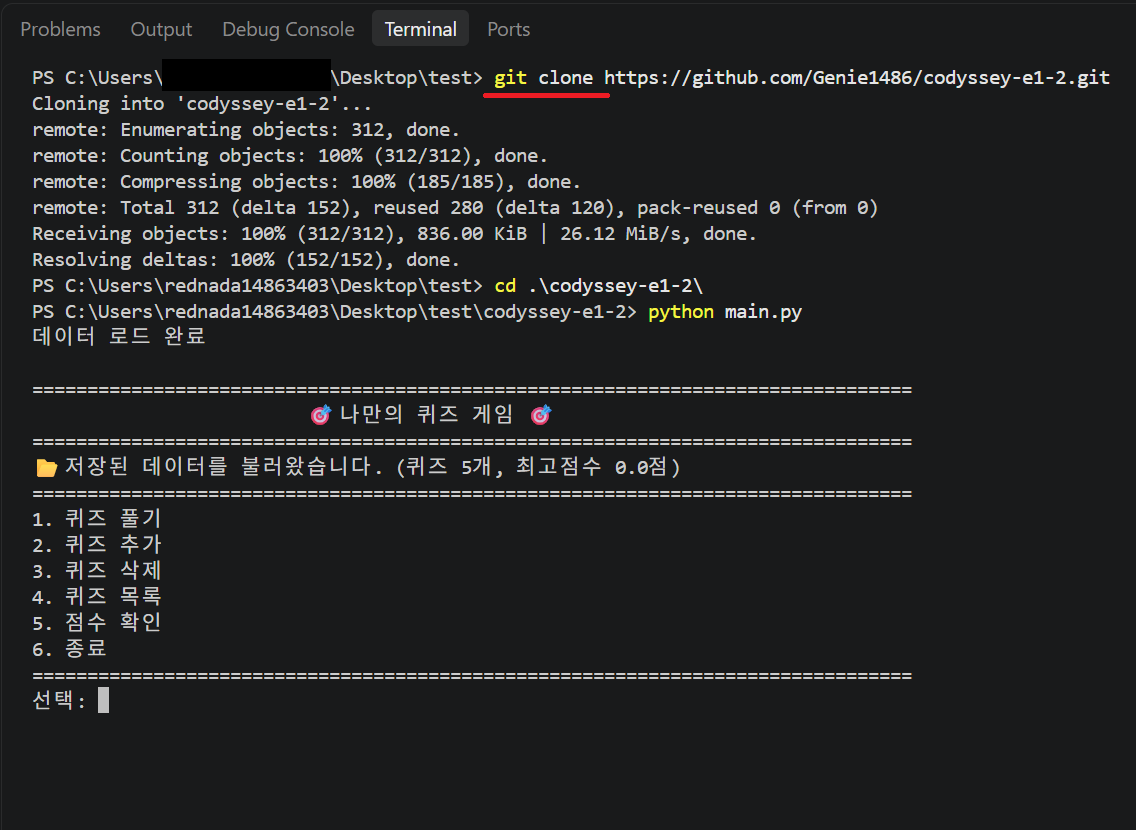 Problems Output Debug Console Terminal Ports
PS C:\Users\ \Desktop\test> git clone https://github.com/Genie1486/codyssey-e1-2.git
Cloning into 'codyssey-e1-2'...
remote: Enumerating objects: 312, done.
remote: Counting objects: 100% (312/312), done.
remote: Compressing objects: 100% (185/185), done.
remote: Total 312 (delta 152), reused 280 (delta 120), pack-reused 0 (from 0)
Receiving objects: 100% (312/312), 836.00 KiB | 26.12 MiB/s, done.
Resolving deltas: 100% (152/152), done.
PS C:\Users\rednada14863403\Desktop\test> cd .\codyssey-e1-2\
PS C:\Users\rednada14863403\Desktop\test\codyssey-e1-2> python main.py
데이터 로드 완료
================================================================================
🎯 나만의 퀴즈 게임 🎯
================================================================================
📂 저장된 데이터를 불러왔습니다. (퀴즈 5개, 최고점수 0.0점)
================================================================================
1. 퀴즈 풀기
2. 퀴즈 추가
3. 퀴즈 삭제
4. 퀴즈 목록
5. 점수 확인
6. 종료
================================================================================
선택: